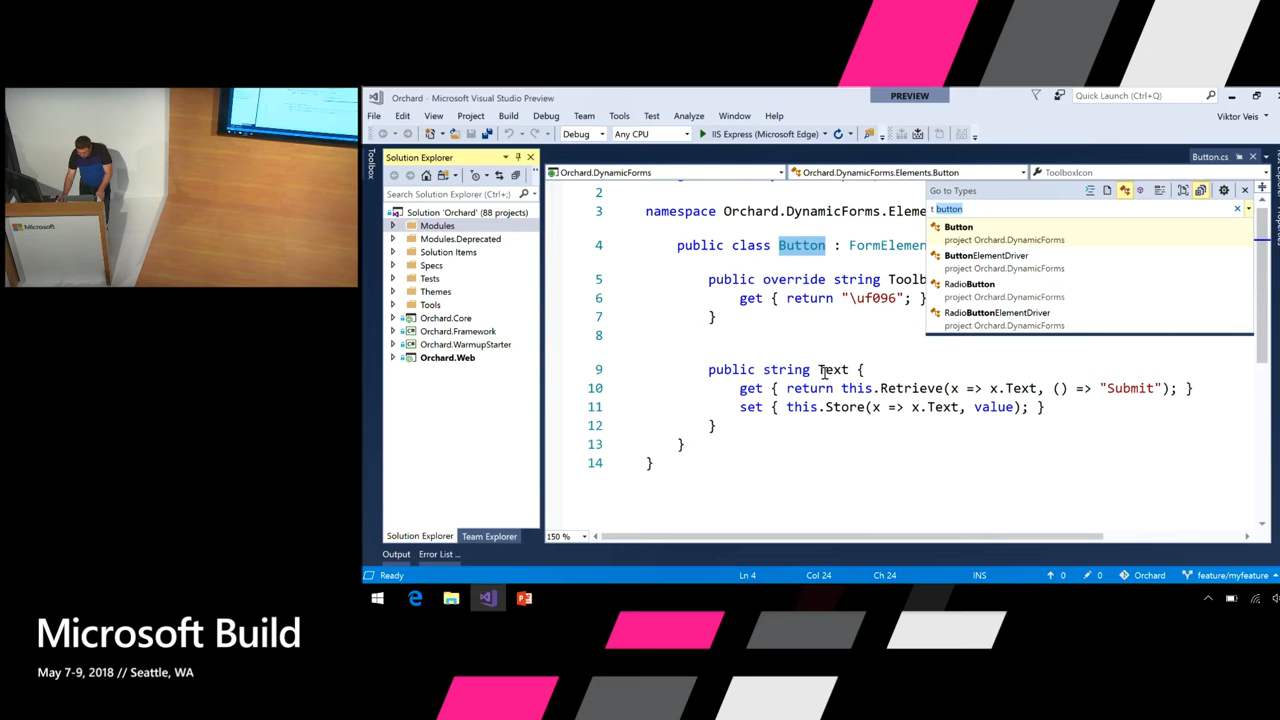 Microsoft
Orchard - Microsoft Visual Studio Preview
PREVIEW
Quick Launch (Ctrl+Q)
File Edit View Project Build Debug Team Tools Test Analyze Window Help
Viktor Veis
Debug Any CPU IIS Express (Microsoft Edge)
Toolbox
Solution Explorer
Search Solution Explorer (Ctrl+;)
Solution 'Orchard' (88 projects)
Modules
Modules.Deprecated
Solution Items
Specs
Tests
Themes
Tools
Orchard.Core
Orchard.Framework
Orchard.WarmupStarter
Orchard.Web
Solution Explorer Team Explorer
Button.cs
Orchard.DynamicForms Orchard.DynamicForms.Elements.Button ToolboxIcon
2
3 namespace Orchard.DynamicForms.Eleme
4 public class Button : FormElemen
5 public override string Toolb
6 get { return "\uf096"; }
7 }
8
9 public string Text {
10 get { return this.Retrieve(x => x.Text, () => "Submit"); }
11 set { this.Store(x => x.Text, value); }
12 }
13 }
14 }
Go to Types
t button
Button
project Orchard.DynamicForms
ButtonElementDriver
project Orchard.DynamicForms
RadioButton
project Orchard.DynamicForms
RadioButtonElementDriver
project Orchard.DynamicForms
150 %
Output Error List ...
Ready Ln 4 Col 24 Ch 24 INS 0 0 Orchard feature/myfeature
Microsoft Build
May 7-9, 2018 // Seattle, WA